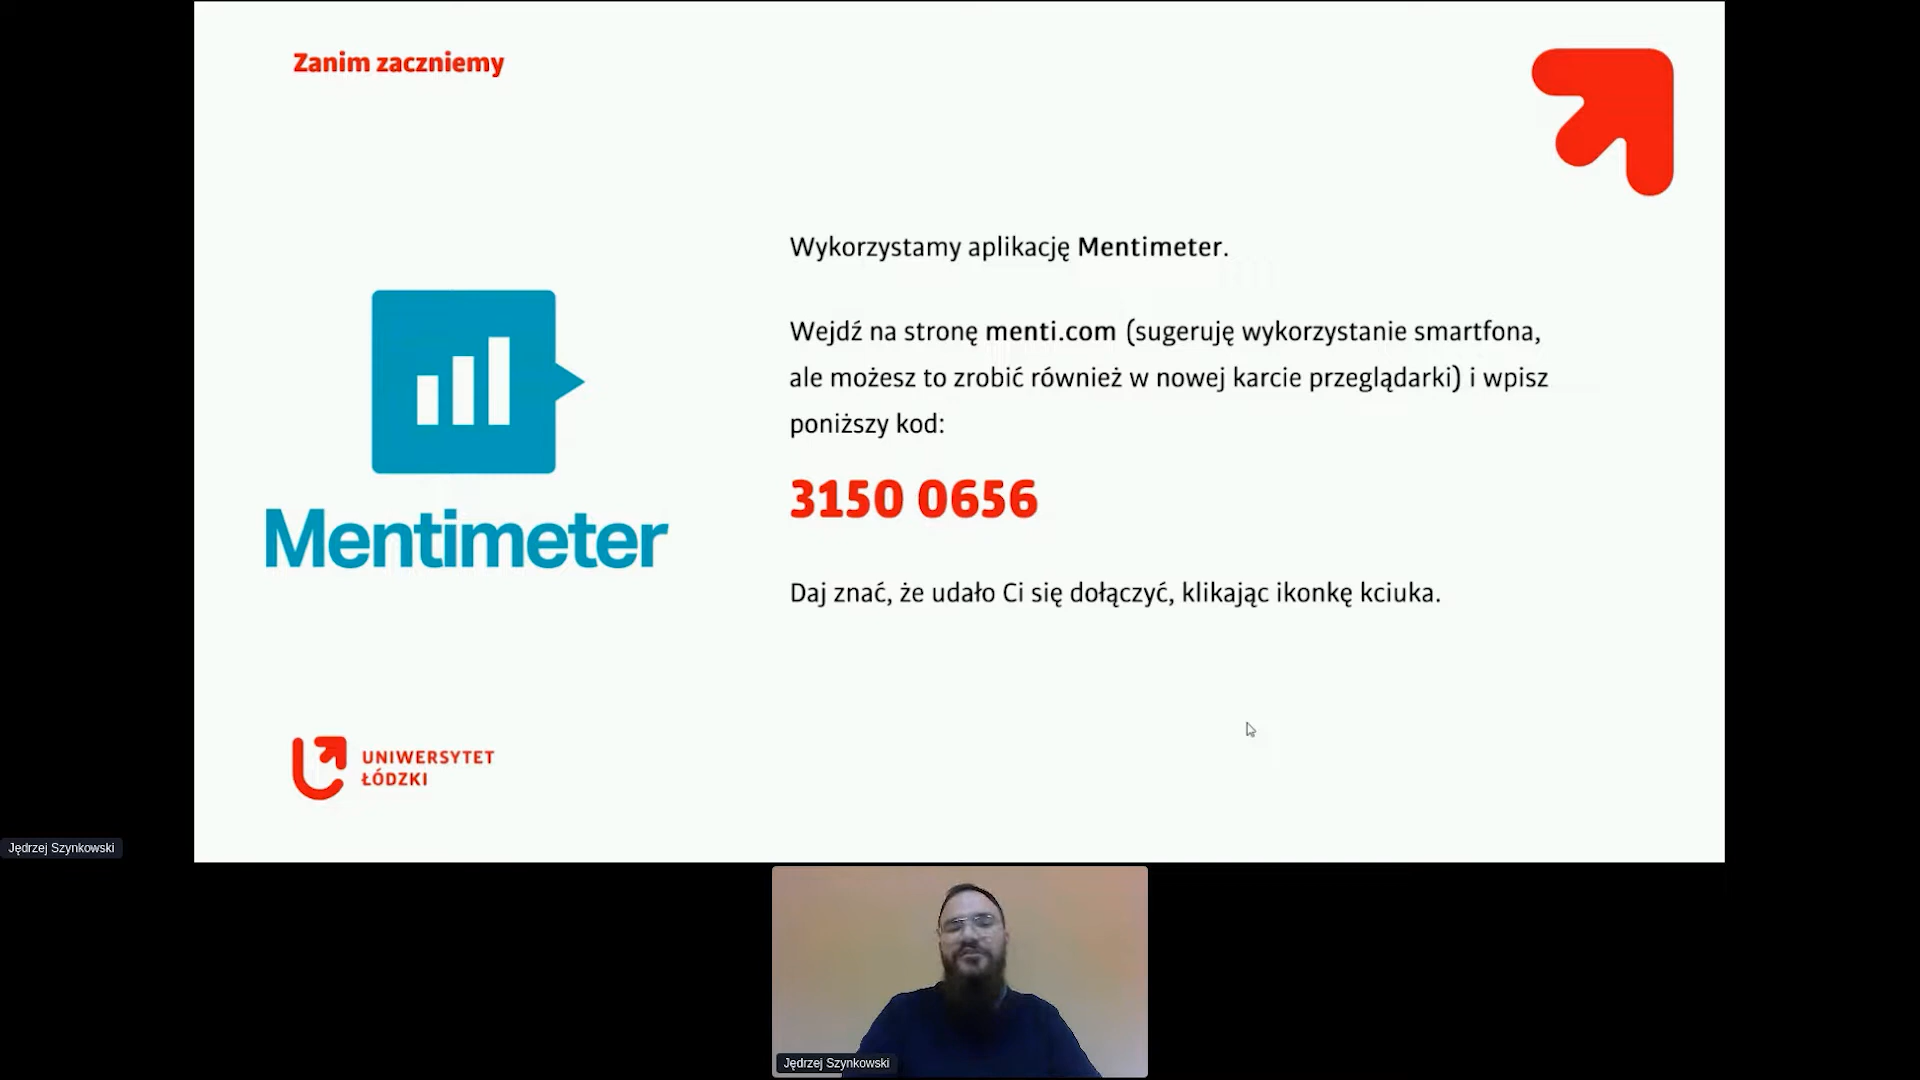 Zanim zaczniemy
Wykorzystamy aplikację Mentimeter.
Wejdź na stronę menti.com (sugeruję wykorzystanie smartfona,
ale możesz to zrobić również w nowej karcie przeglądarki) i wpisz
poniższy kod:
3150 0656
Daj znać, że udało Ci się dołączyć, klikając ikonkę kciuka.
Mentimeter
UNIWERSYTET
ŁÓDZKI
Jędrzej Szynkowski
Jędrzej Szynkowski